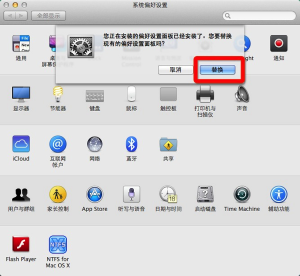 系统偏好设置
全部显示
您正在安装的偏好设置面板已经安装了。您要替换
现有的偏好设置面板吗?
取消
替换
通用
通知
显示器
节能器
键盘
鼠标
触控板
打印机与
扫描仪
声音
iCloud
互联网
帐户
网络
蓝牙
共享
用户与群组
家长控制
App Store
听写与语音
日期与时间
启动磁盘
Time Machine
辅助功能
Flash Player
NTFS for
Mac OS X